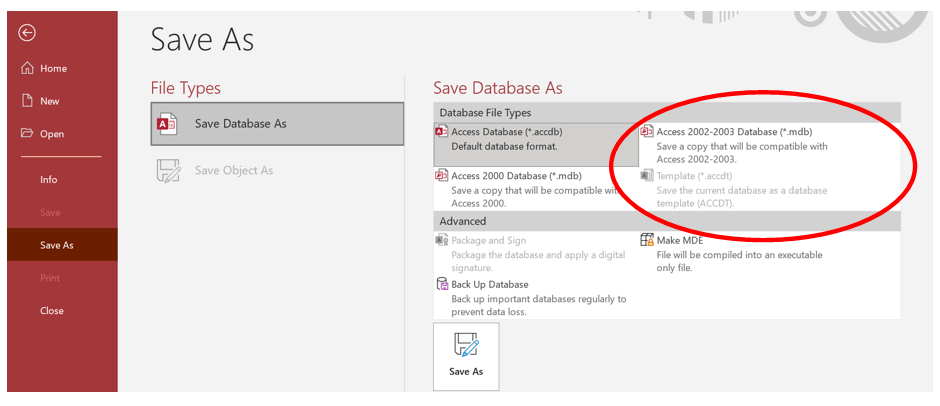 Save As
Home
New
Open
Info
Save
Save As
Print
Close
File Types
Save Database As
Save Object As
Save Database As
Database File Types
Access Database (*.accdb)
Default database format.
Access 2002-2003 Database (*.mdb)
Save a copy that will be compatible with
Access 2002-2003.
Access 2000 Database (*.mdb)
Save a copy that will be compatible with
Access 2000.
Template (*.accdt)
Save the current database as a database
template (ACCDT).
Advanced
Package and Sign
Package the database and apply a digital
signature.
Make MDE
File will be compiled into an executable
only file.
Back Up Database
Back up important databases regularly to
prevent data loss.
Save As